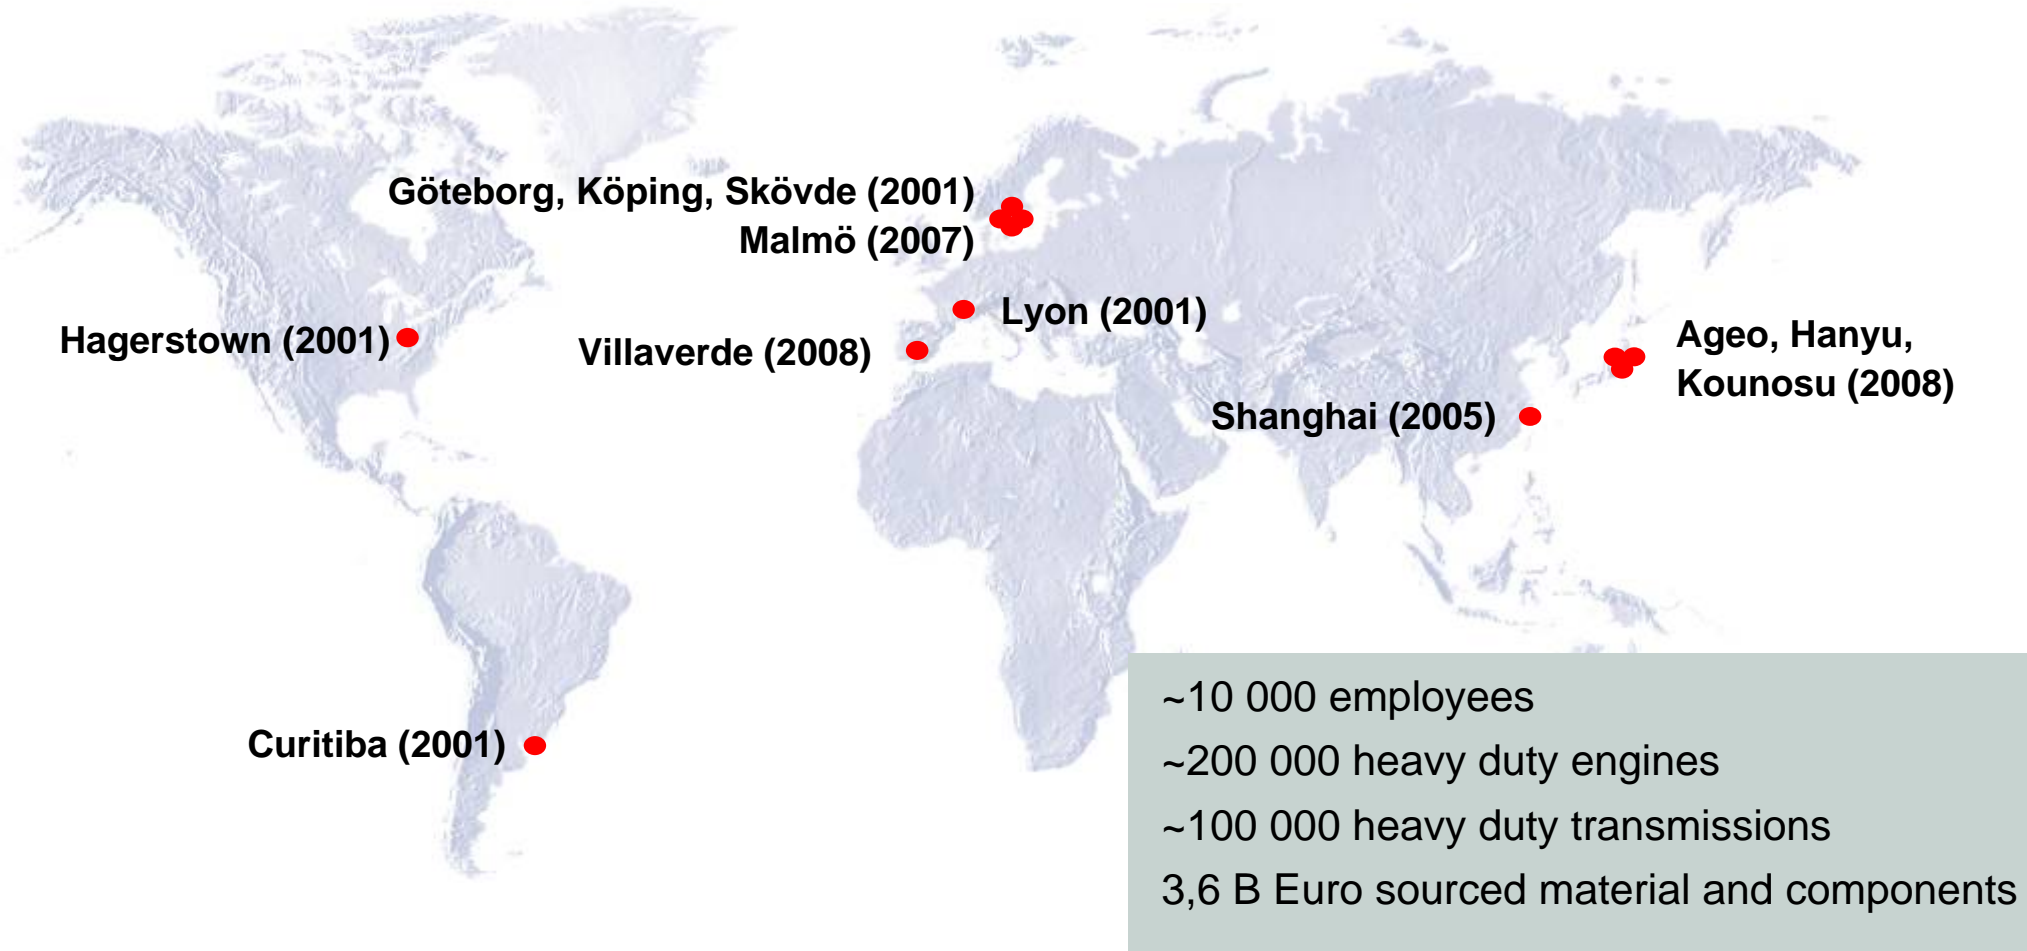 Göteborg, Köping, Skövde (2001)
Malmö (2007)
Hagerstown (2001)
Lyon (2001)
Villaverde (2008)
Ageo, Hanyu,
Kounosu (2008)
Shanghai (2005)
Curitiba (2001)
~10 000 employees
~200 000 heavy duty engines
~100 000 heavy duty transmissions
3,6 B Euro sourced material and components